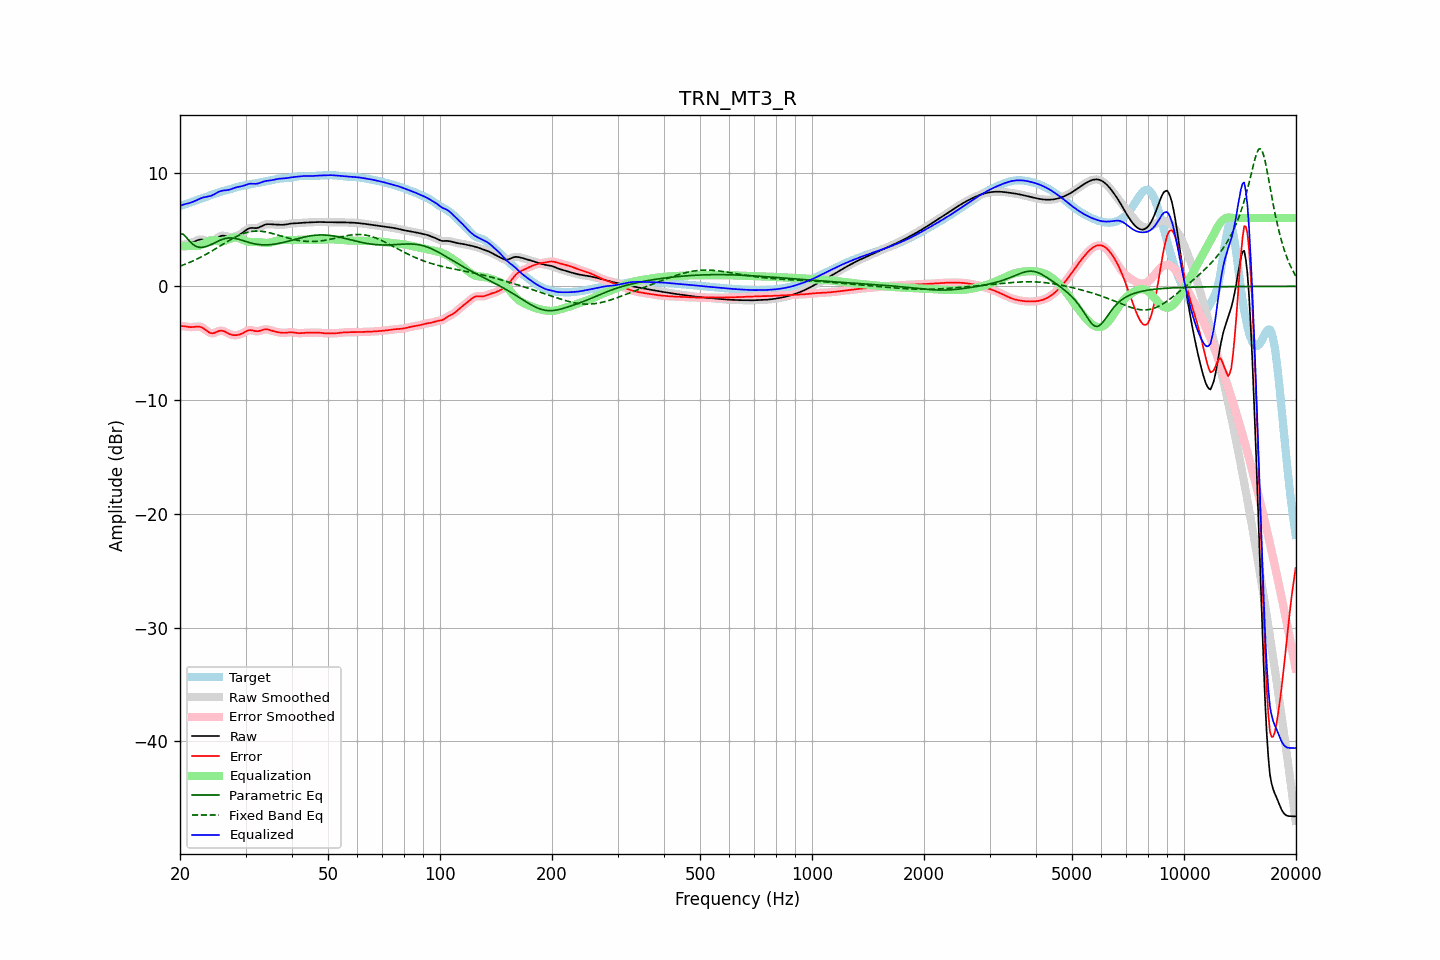 TRN_MT3_R
Amplitude (dBr)
10
0
−10
−20
−30
−40
Target
Raw Smoothed
Error Smoothed
Raw
Error
Equalization
Parametric Eq
Fixed Band Eq
Equalized
20 50 100 200 500 1000 2000 5000 10000 20000
Frequency (Hz)